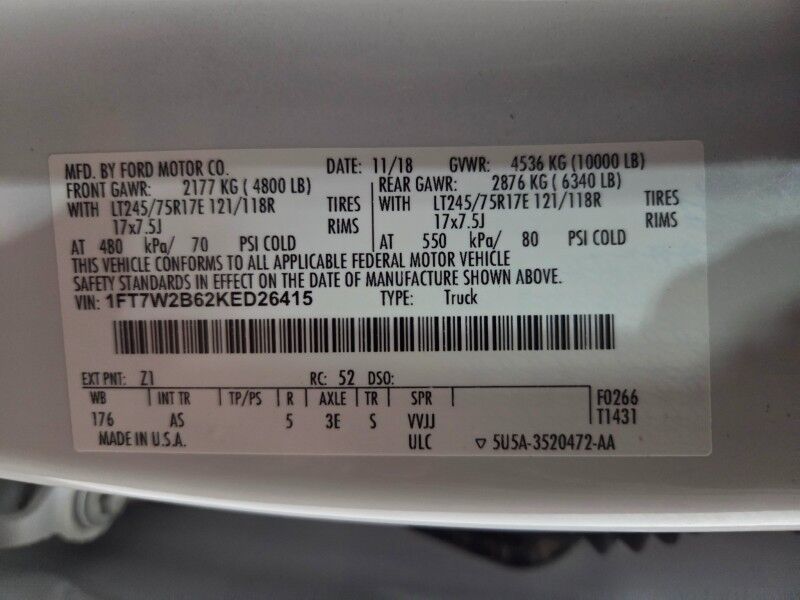 MFD. BY FORD MOTOR CO. DATE: 11/18 GVWR: 4536 KG (10000 LB)
FRONT GAWR: 2177 KG ( 4800 LB) REAR GAWR: 2876 KG ( 6340 LB)
WITH LT245/75R17E 121/118R TIRES WITH LT245/75R17E 121/118R TIRES
17x7.5J RIMS 17x7.5J RIMS
AT 480 kPa/ 70 PSI COLD AT 550 kPa/ 80 PSI COLD
THIS VEHICLE CONFORMS TO ALL APPLICABLE FEDERAL MOTOR VEHICLE
SAFETY STANDARDS IN EFFECT ON THE DATE OF MANUFACTURE SHOWN ABOVE.
VIN: 1FT7W2B62KED26415 TYPE: Truck
EXT PNT: Z1 RC: 52 DSO:
WB INT TR TP/PS R AXLE TR SPR F0266
176 AS 5 3E S VVJJ T1431
MADE IN U.S.A. ULC ▽ 5U5A-3520472-AA